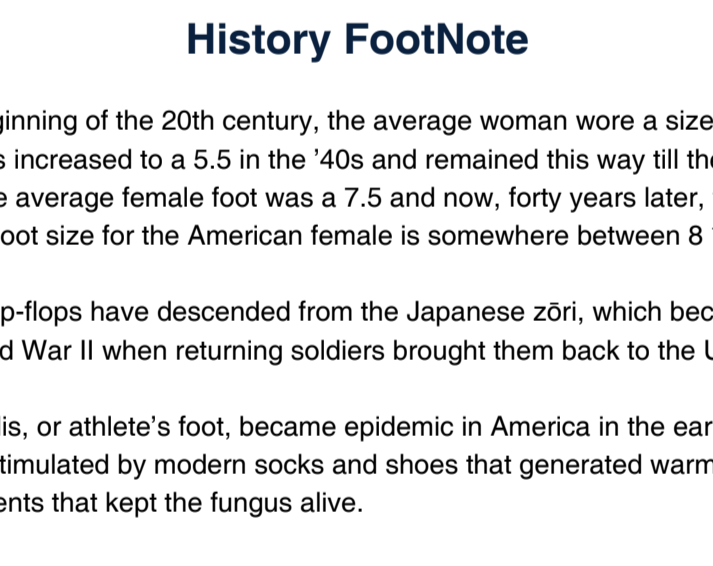 History FootNote
ginning of the 20th century, the average woman wore a size
s increased to a 5.5 in the ’40s and remained this way till the
e average female foot was a 7.5 and now, forty years later,
oot size for the American female is somewhere between 8
p-flops have descended from the Japanese zōri, which bec
d War II when returning soldiers brought them back to the U
lis, or athlete’s foot, became epidemic in America in the ear
timulated by modern socks and shoes that generated warm
ents that kept the fungus alive.